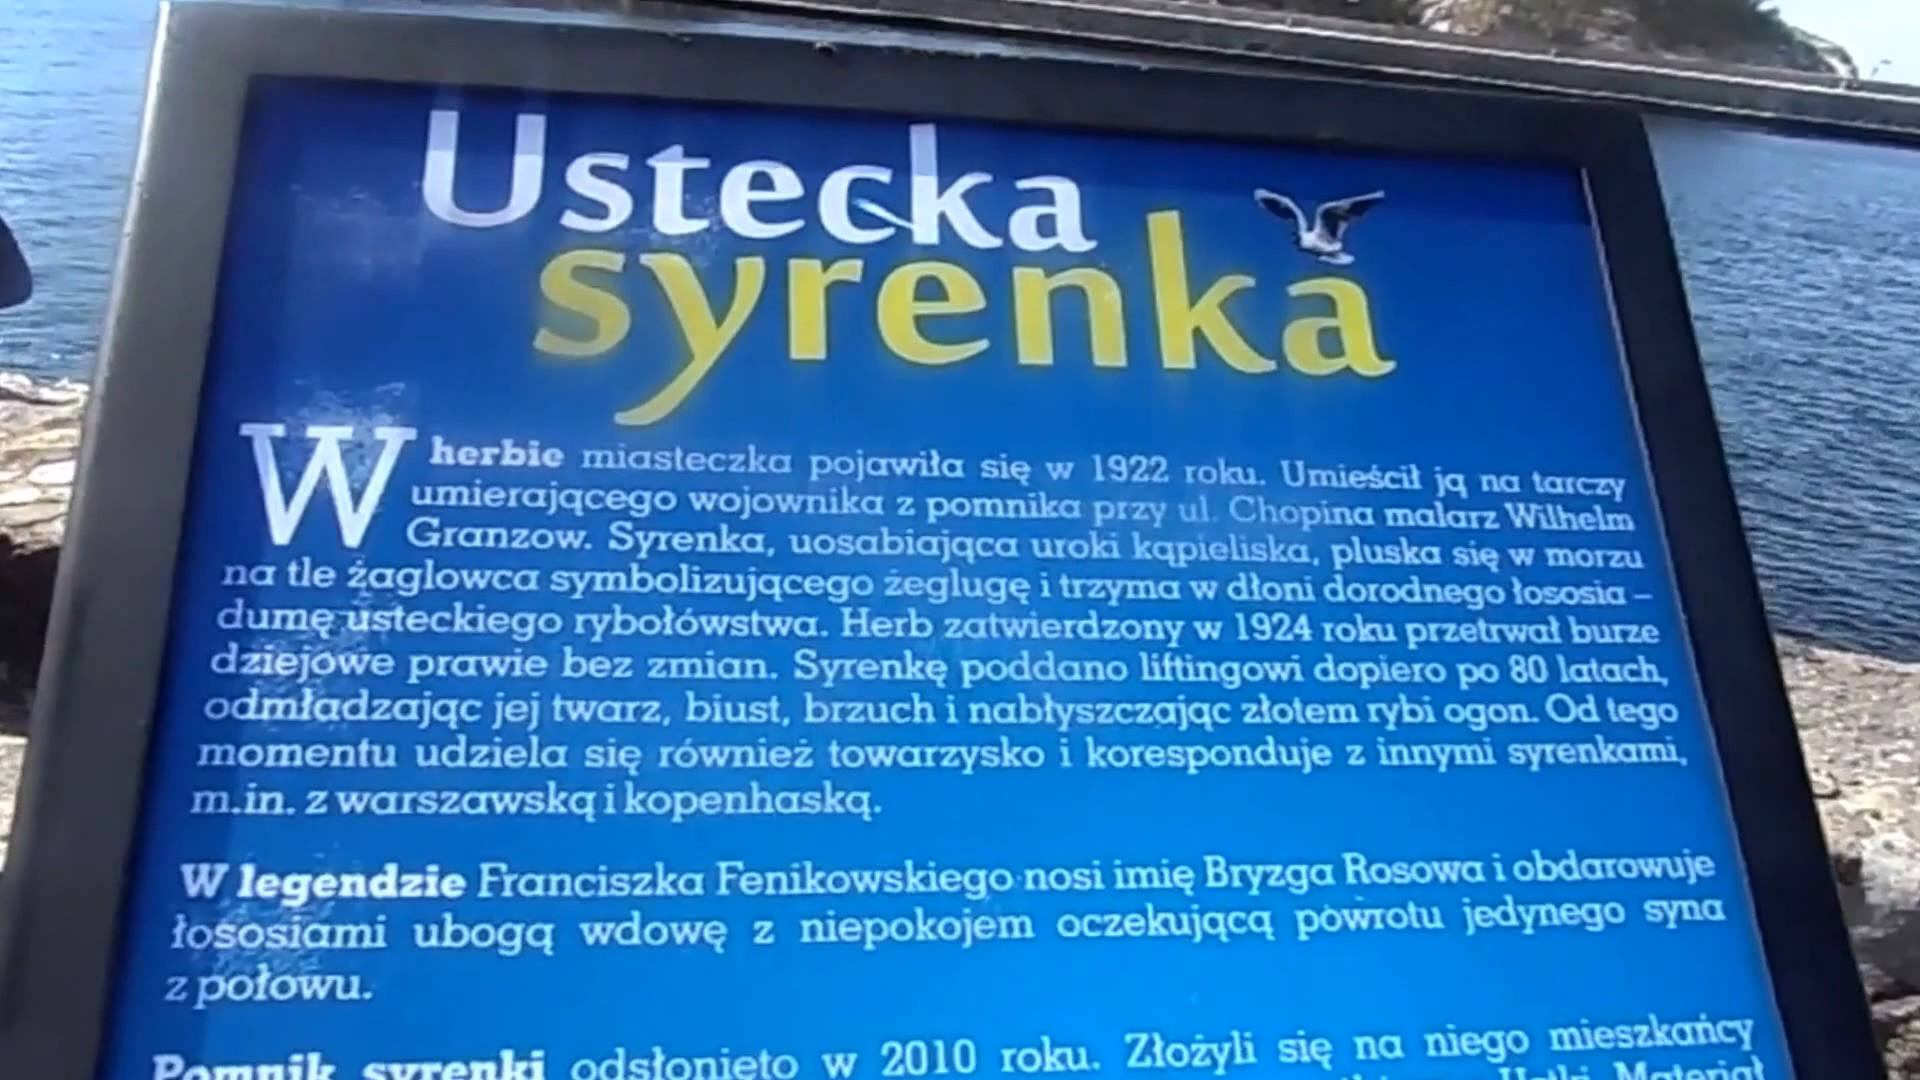 Ustecka
syrenka
W herbie miasteczka pojawiła się w 1922 roku. Umieścił ją na tarczy
umierającego wojownika z pomnika przy ul. Chopina malarz Wilhelm
Granzow. Syrenka, uosabiająca uroki kąpieliska, pluska się w morzu
na tle żaglowca symbolizującego żeglugę i trzyma w dłoni dorodnego łososia –
dumę usteckiego rybołówstwa. Herb zatwierdzony w 1924 roku przetrwał burze
dziejowe prawie bez zmian. Syrenkę poddano liftingowi dopiero po 80 latach,
odmładzając jej twarz, biust, brzuch i nabłyszczając złotem rybi ogon. Od tego
momentu udziela się również towarzysko i koresponduje z innymi syrenkami,
m.in. z warszawską i kopenhaską.
W legendzie Franciszka Fenikowskiego nosi imię Bryzga Rosowa i obdarowuje
łososiami ubogą wdowę z niepokojem oczekującą powrotu jedynego syna
z połowu.
Pomnik syrenki odsłonięto w 2010 roku. Złożyli się na niego mieszkańcy
Ustki. Materiał